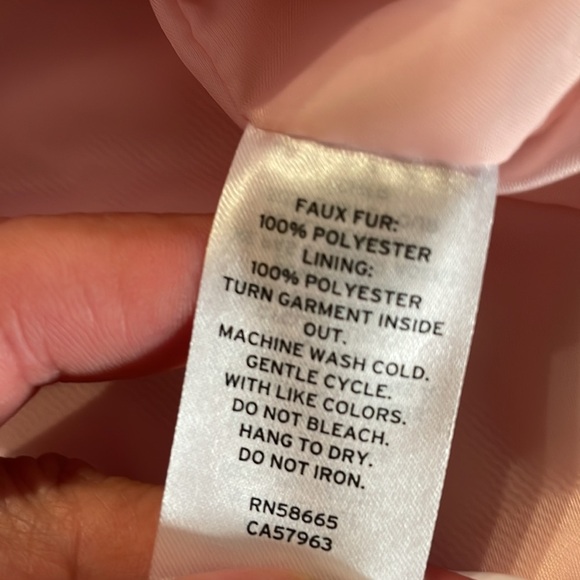 FAUX FUR:
100% POLYESTER
LINING:
100% POLYESTER
TURN GARMENT INSIDE
OUT.
MACHINE WASH COLD.
GENTLE CYCLE.
WITH LIKE COLORS.
DO NOT BLEACH.
HANG TO DRY.
DO NOT IRON.
RN58665
CA57963